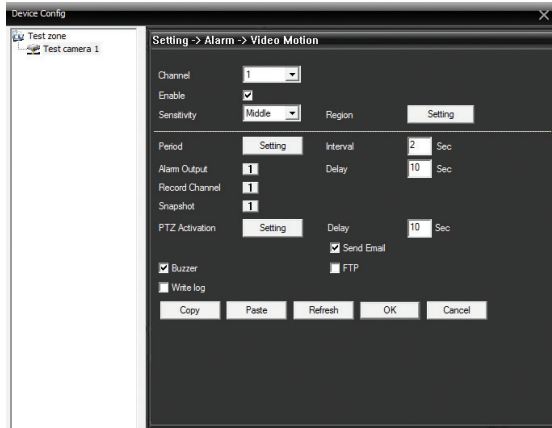 Device Config
Test zone
Test camera 1
Setting -> Alarm -> Video Motion
Channel 1
Enable
Sensitivity Middle Region Setting
Period Setting Interval 2 Sec
Alarm Output 1 Delay 10 Sec
Record Channel 1
Snapshot 1
PTZ Activation Setting Delay 10 Sec
Send Email
Buzzer FTP
Write log
Copy Paste Refresh OK Cancel